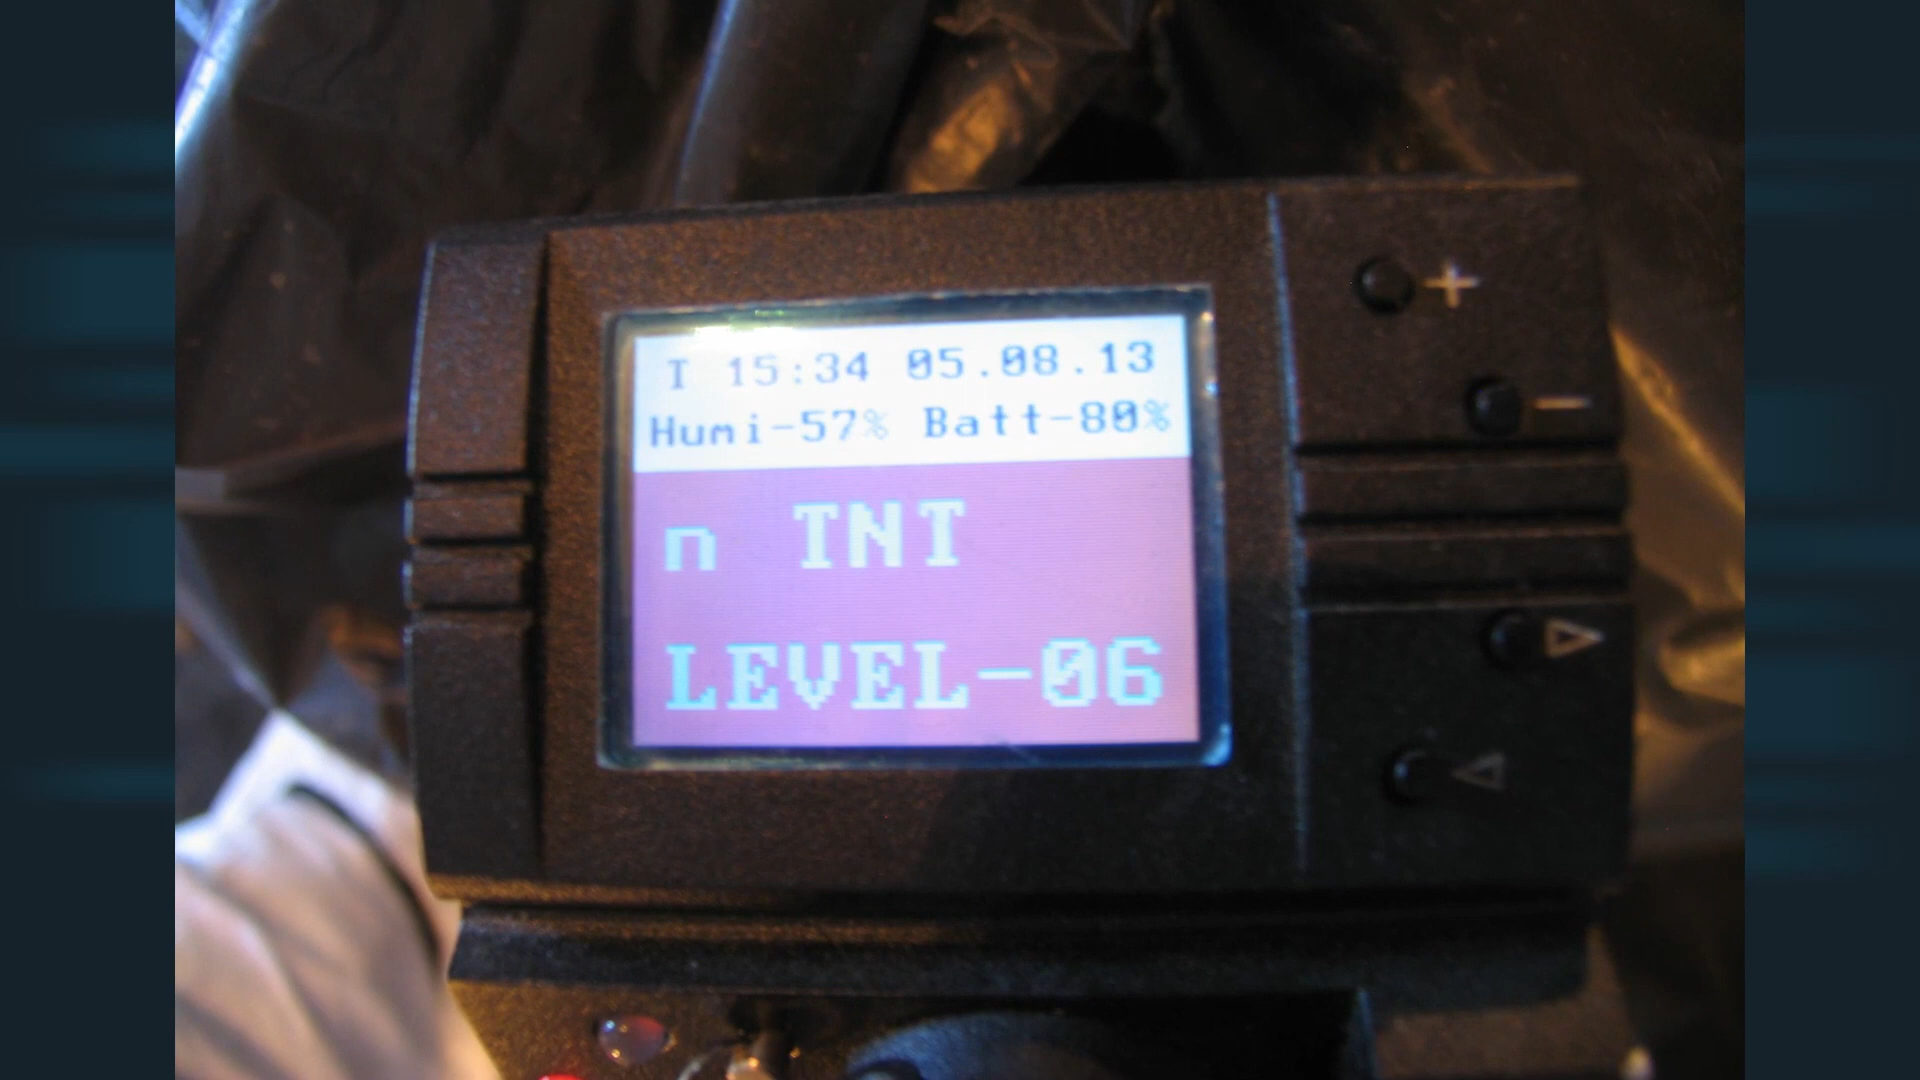 T 15:34 05.08.13
Humi-57% Batt-80%
n TNT
LEVEL-06
+
-